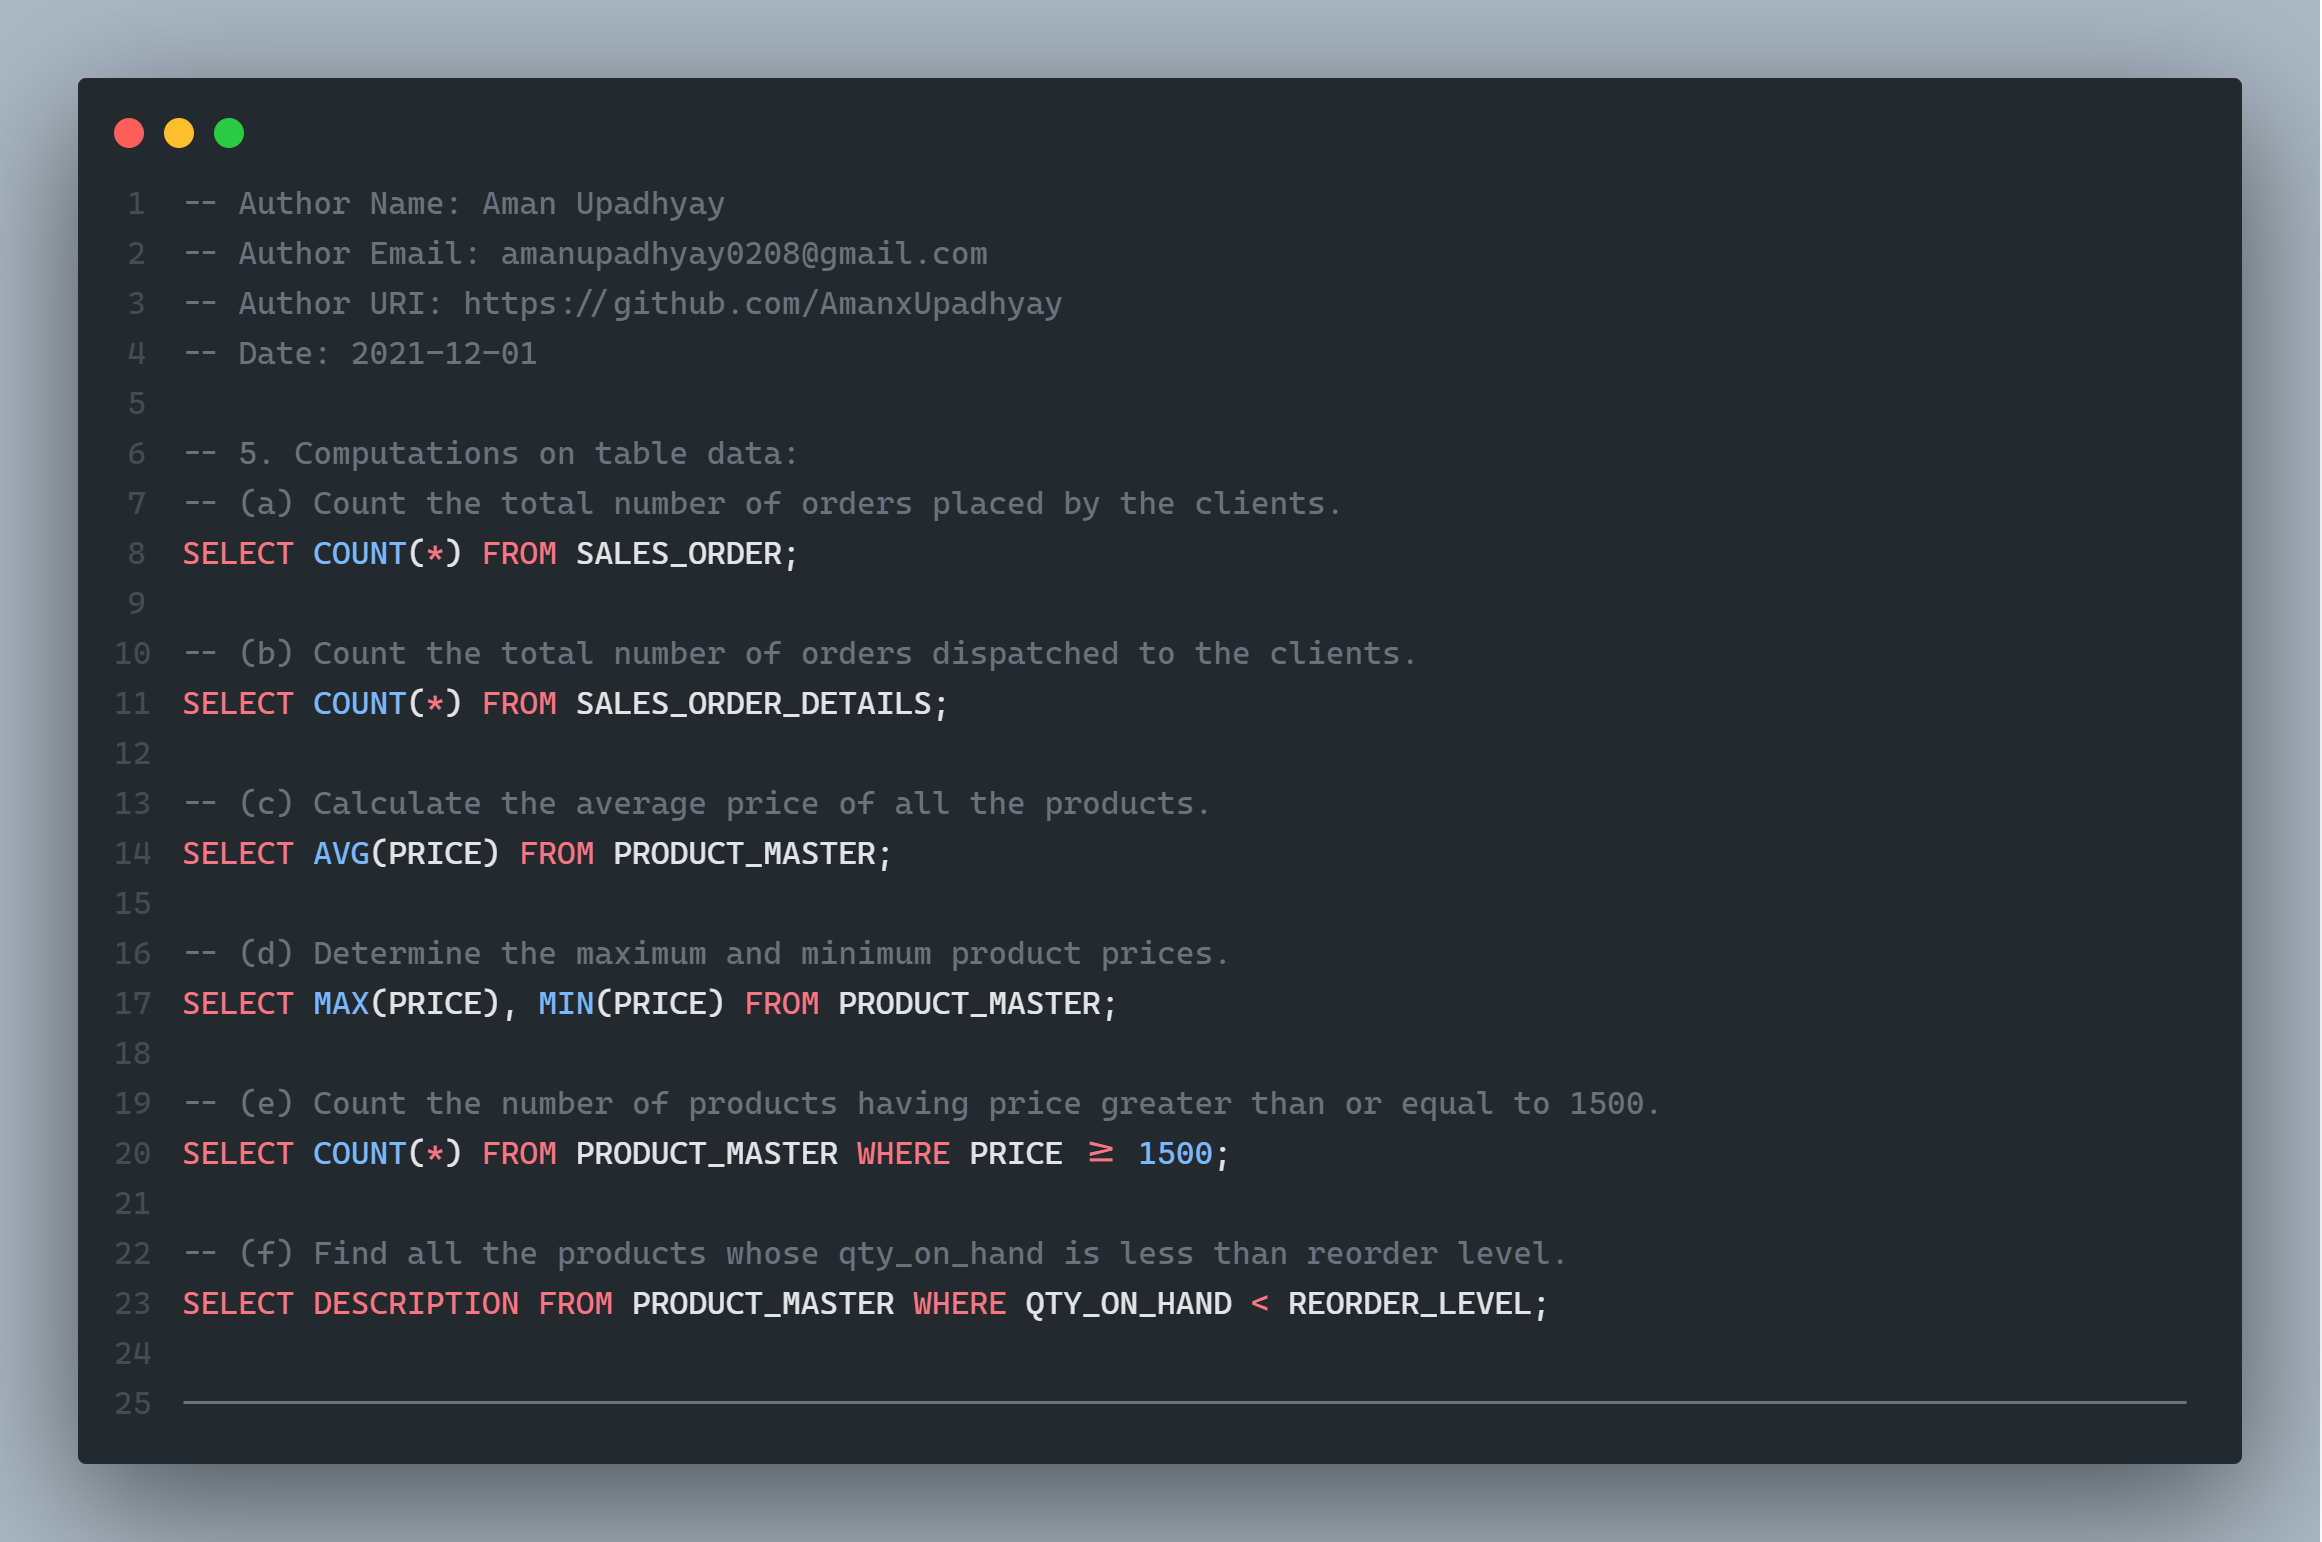 1 -- Author Name: Aman Upadhyay
2 -- Author Email: amanupadhyay0208@gmail.com
3 -- Author URI: https://github.com/AmanxUpadhyay
4 -- Date: 2021-12-01
5
6 -- 5. Computations on table data:
7 -- (a) Count the total number of orders placed by the clients.
8 SELECT COUNT(*) FROM SALES_ORDER;
9
10 -- (b) Count the total number of orders dispatched to the clients.
11 SELECT COUNT(*) FROM SALES_ORDER_DETAILS;
12
13 -- (c) Calculate the average price of all the products.
14 SELECT AVG(PRICE) FROM PRODUCT_MASTER;
15
16 -- (d) Determine the maximum and minimum product prices.
17 SELECT MAX(PRICE), MIN(PRICE) FROM PRODUCT_MASTER;
18
19 -- (e) Count the number of products having price greater than or equal to 1500.
20 SELECT COUNT(*) FROM PRODUCT_MASTER WHERE PRICE ≥ 1500;
21
22 -- (f) Find all the products whose qty_on_hand is less than reorder level.
23 SELECT DESCRIPTION FROM PRODUCT_MASTER WHERE QTY_ON_HAND < REORDER_LEVEL;
24
25